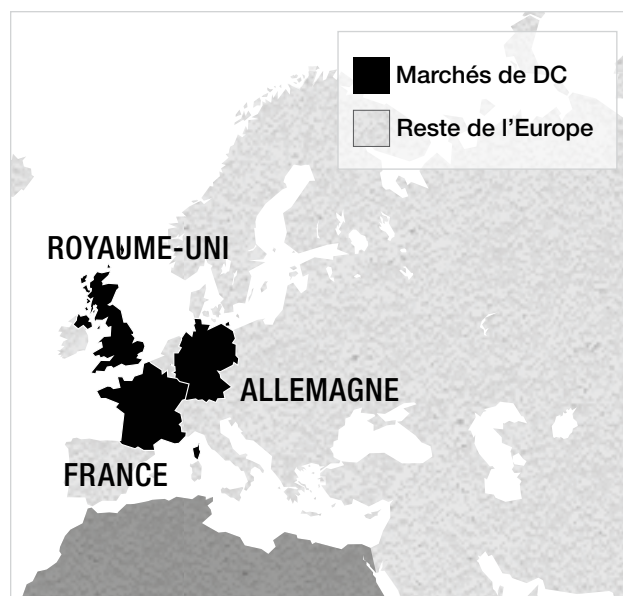 Marchés de DC
Reste de l’Europe
ROYAUME-UNI
ALLEMAGNE
FRANCE